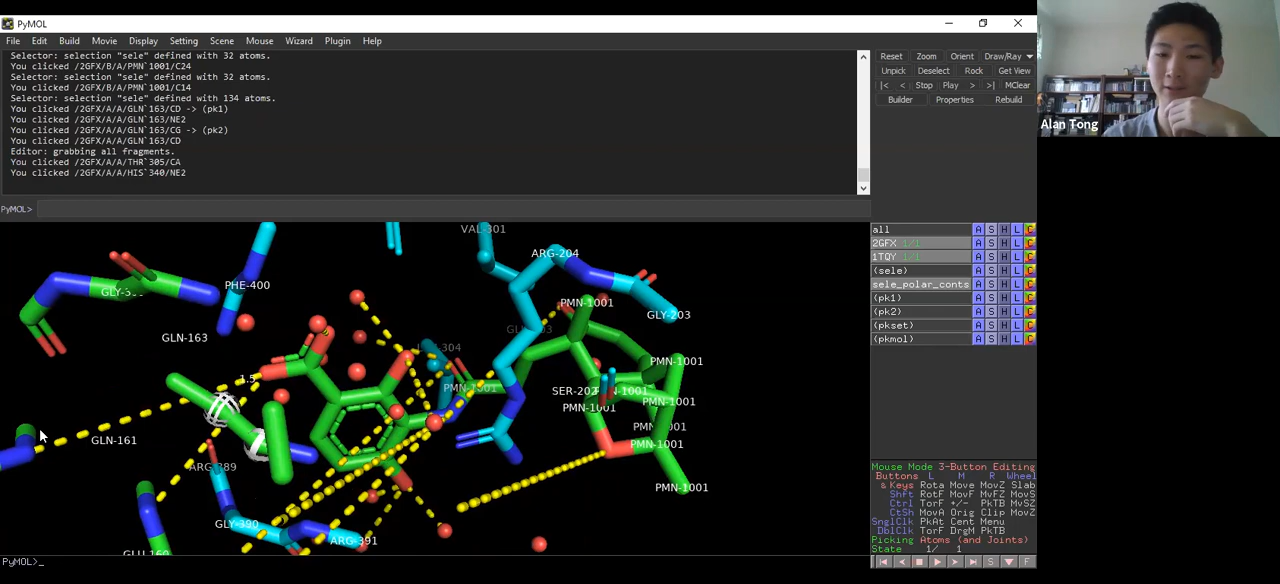 PyMOL
File Edit Build Movie Display Setting Scene Mouse Wizard Plugin Help
Selector: selection "sele" defined with 32 atoms.
You clicked /2GFX/B/A/PMN`1001/C24
Selector: selection "sele" defined with 32 atoms.
You clicked /2GFX/B/A/PMN`1001/C14
Selector: selection "sele" defined with 134 atoms.
You clicked /2GFX/A/A/GLN`163/CD -> (pk1)
You clicked /2GFX/A/A/GLN`163/NE2
You clicked /2GFX/A/A/GLN`163/CG -> (pk2)
You clicked /2GFX/A/A/GLN`163/CD
Editor: grabbing all fragments.
You clicked /2GFX/A/A/THR`305/CA
You clicked /2GFX/A/A/HIS`340/NE2
PyMOL>
Reset Zoom Orient Draw/Ray
Unpick Deselect Rock Get View
|< < Stop Play > >| MClear
Builder Properties Rebuild
Alan Tong
all A S H L C
2GFX 1/1 A S H L C
1TQY 1/1 A S H L C
(sele) A S H L C
sele_polar_conts A S H L C
(pk1) A S H L C
(pk2) A S H L C
(pkset) A S H L C
(pkmol) A S H L C
VAL-301
ARG-204
PHE-400
PMN-1001
GLY-203
GLN-163
PMN-1001
1.5
PMN-1001
SER-202
PMN-1001
PMN-1001
GLN-161
PMN-1001
ARG-389
PMN-1001
GLY-390
ARG-391
Mouse Mode 3-Button Editing
Buttons L M R Wheel
& Keys Rota Move MovZ Slab
Shft RotF MovF MvFZ MovS
Ctrl TorF +/- PkTB MvSZ
CtSh MovA Orig Clip MovZ
SnglClk PkAt Cent Menu
DblClk TorF DrgM PkTB
Picking Atoms (and Joints)
State 1/ 1
PyMOL>_
S F